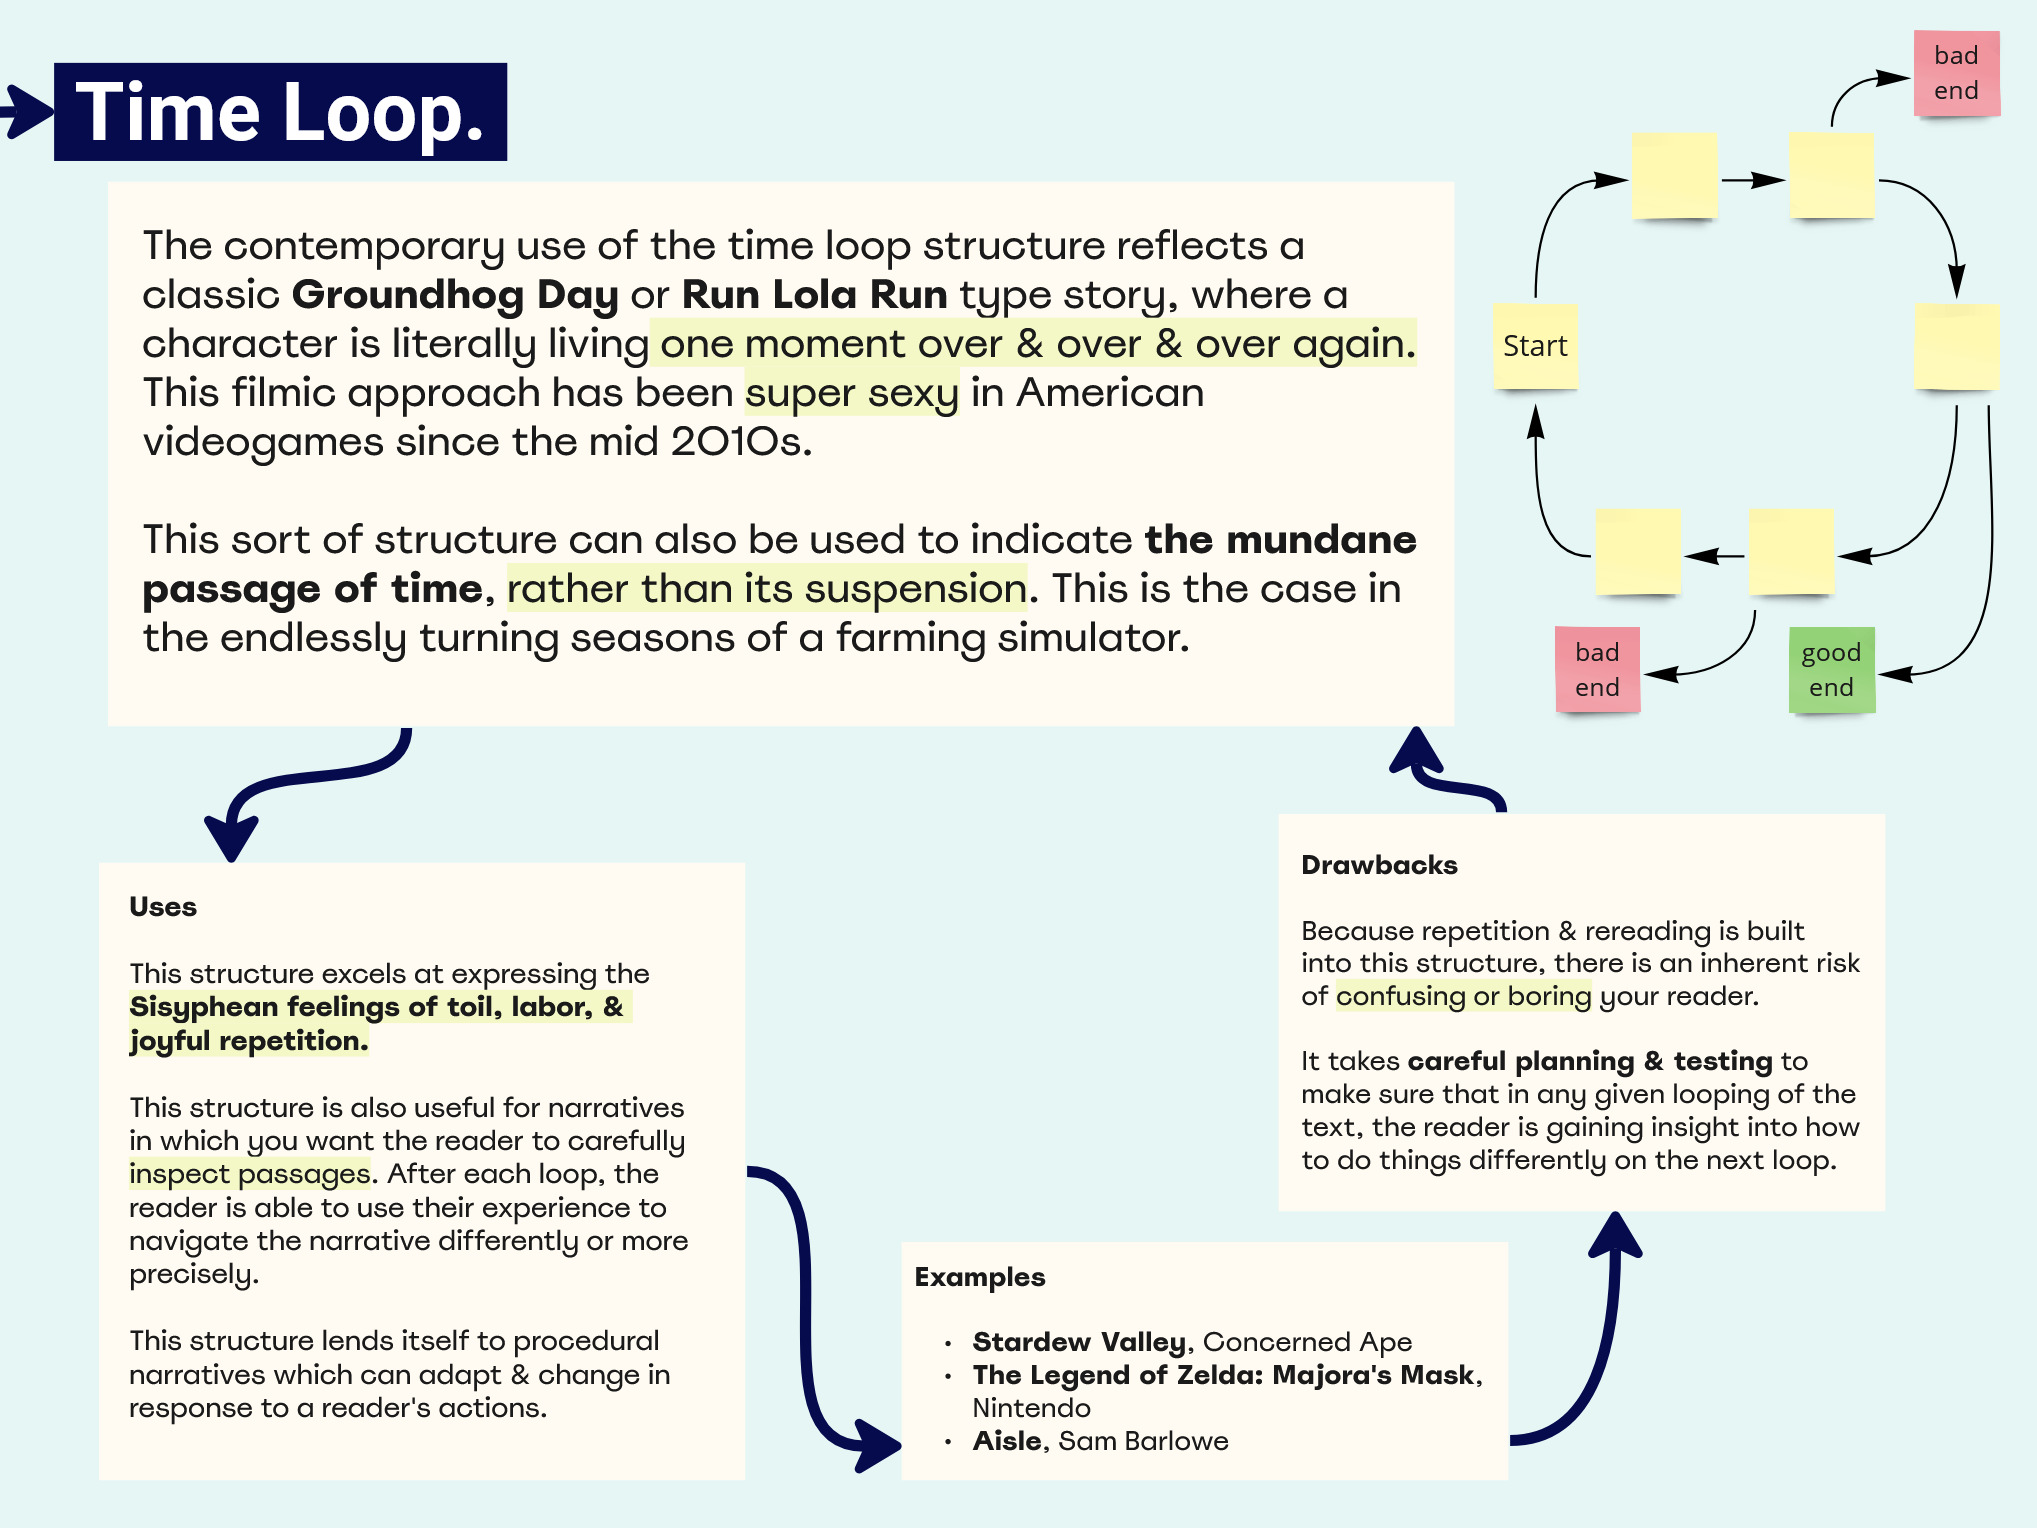 Time Loop.
The contemporary use of the time loop structure reflects a
classic Groundhog Day or Run Lola Run type story, where a
character is literally living one moment over & over & over again.
This filmic approach has been super sexy in American
videogames since the mid 2010s.
This sort of structure can also be used to indicate the mundane
passage of time, rather than its suspension. This is the case in
the endlessly turning seasons of a farming simulator.
bad
end
Start
bad
end
good
end
Uses
This structure excels at expressing the
Sisyphean feelings of toil, labor, &
joyful repetition.
This structure is also useful for narratives
in which you want the reader to carefully
inspect passages. After each loop, the
reader is able to use their experience to
navigate the narrative differently or more
precisely.
This structure lends itself to procedural
narratives which can adapt & change in
response to a reader's actions.
Examples
• Stardew Valley, Concerned Ape
• The Legend of Zelda: Majora's Mask,
Nintendo
• Aisle, Sam Barlowe
Drawbacks
Because repetition & rereading is built
into this structure, there is an inherent risk
of confusing or boring your reader.
It takes careful planning & testing to
make sure that in any given looping of the
text, the reader is gaining insight into how
to do things differently on the next loop.